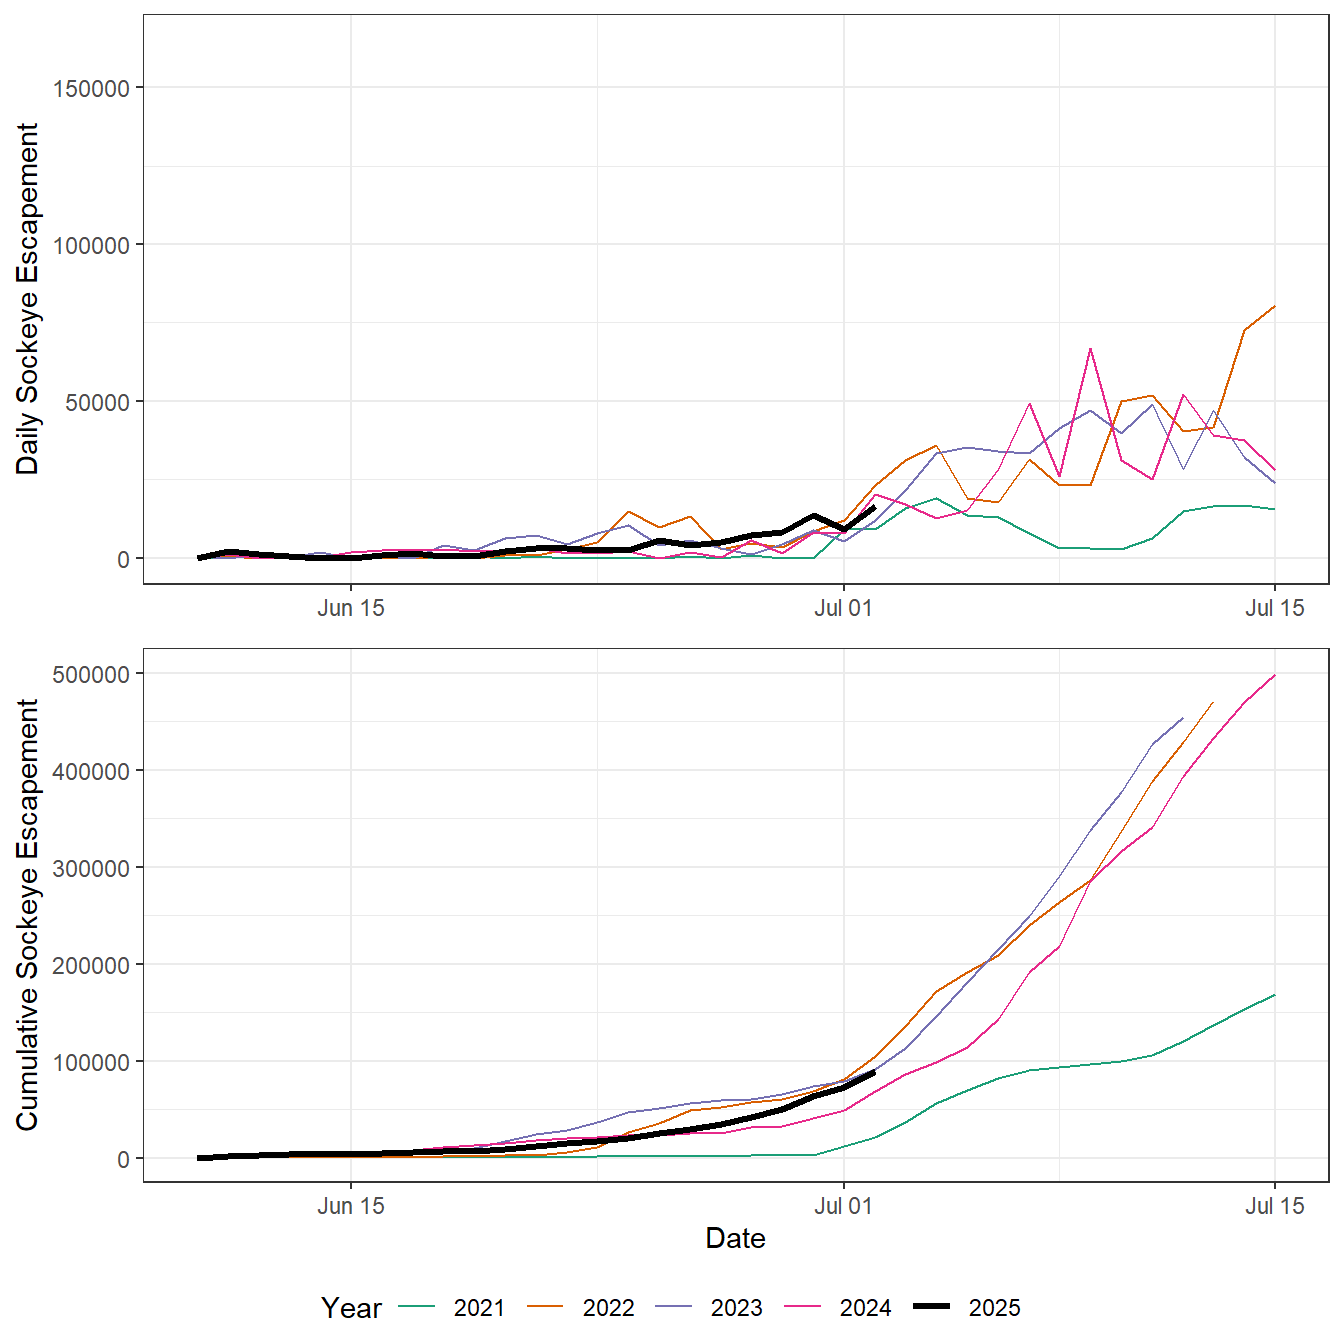 Daily Sockeye Escapement
150000
100000
50000
0
Jun 15 Jul 01 Jul 15
Cumulative Sockeye Escapement
500000
400000
300000
200000
100000
0
Jun 15 Jul 01 Jul 15
Date
Year 2021 2022 2023 2024 2025